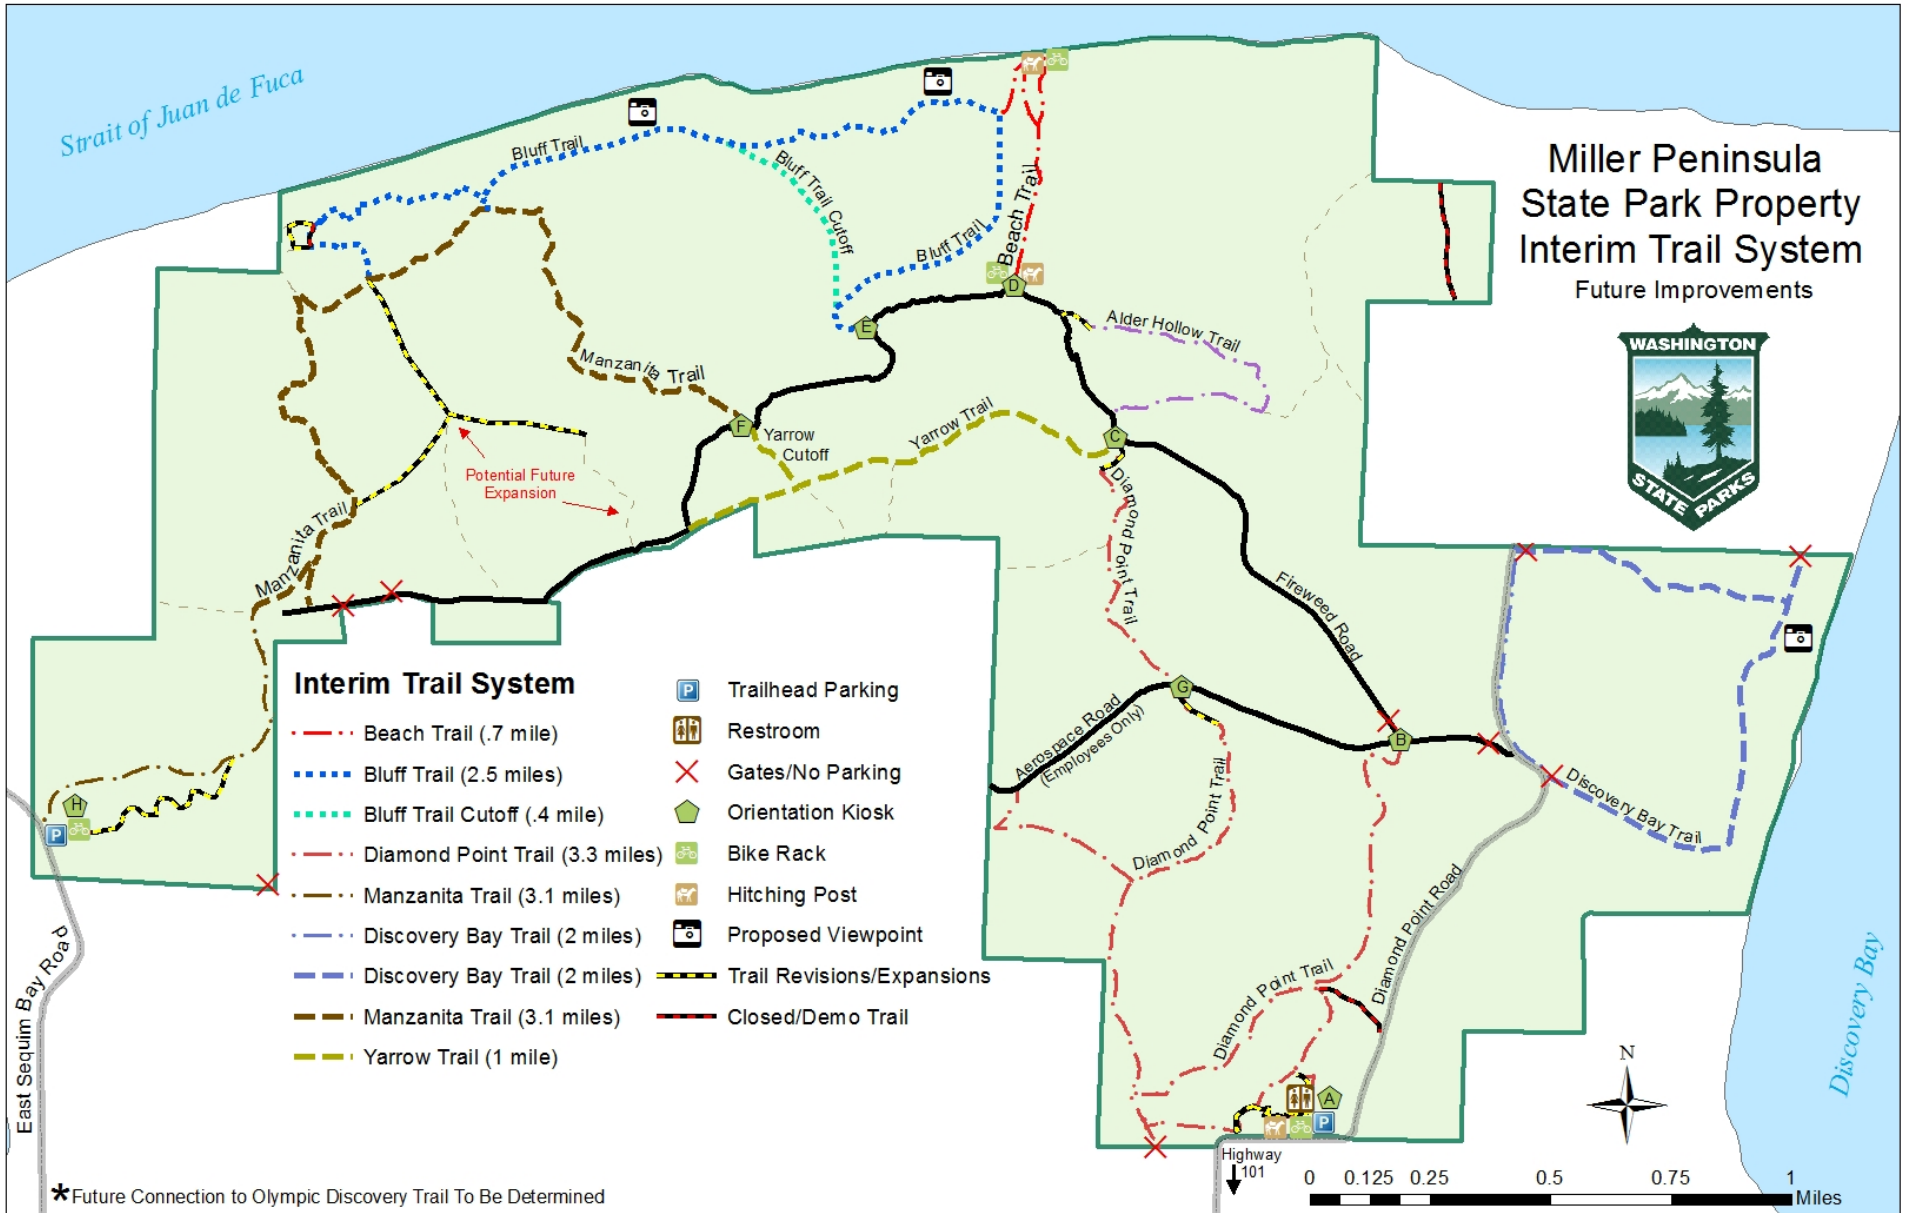 Strait of Juan de Fuca
Miller Peninsula
State Park Property
Interim Trail System
Future Improvements
WASHINGTON
STATE PARKS
Bluff Trail
Bluff Trail Cutoff
Bluff Trail
Beach Trail
D
E
Alder Hollow Trail
Manzanita Trail
F
Yarrow
Cutoff
Yarrow Trail
C
Potential Future
Expansion
Manzanita Trail
Manzanita Trail
Diamond Point Trail
Fireweed Road
G
Aerospace Road
(Employees Only)
B
Diamond Point Trail
Discovery Bay Trail
Diamond Point Road
Diamond Point Trail
Discovery Bay
H
P
East Sequim Bay Road
Interim Trail System
Beach Trail (.7 mile)
Bluff Trail (2.5 miles)
Bluff Trail Cutoff (.4 mile)
Diamond Point Trail (3.3 miles)
Manzanita Trail (3.1 miles)
Discovery Bay Trail (2 miles)
Discovery Bay Trail (2 miles)
Manzanita Trail (3.1 miles)
Yarrow Trail (1 mile)
P Trailhead Parking
Restroom
Gates/No Parking
Orientation Kiosk
Bike Rack
Hitching Post
Proposed Viewpoint
Trail Revisions/Expansions
Closed/Demo Trail
A
P
Highway
101
N
0 0.125 0.25 0.5 0.75 1
Miles
*Future Connection to Olympic Discovery Trail To Be Determined